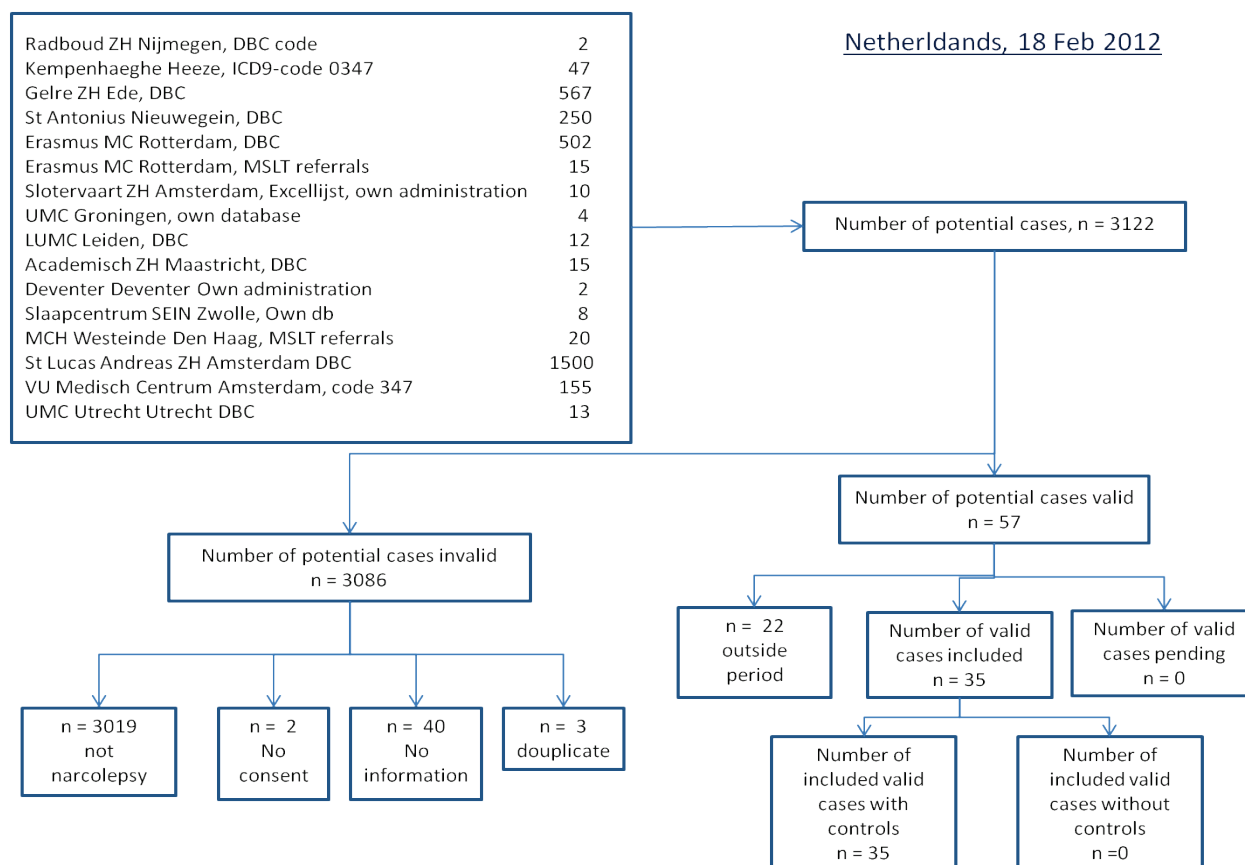 Netherldands, 18 Feb 2012
Radboud ZH Nijmegen, DBC code 2
Kempenhaeghe Heeze, ICD9-code 0347 47
Gelre ZH Ede, DBC 567
St Antonius Nieuwegein, DBC 250
Erasmus MC Rotterdam, DBC 502
Erasmus MC Rotterdam, MSLT referrals 15
Slotervaart ZH Amsterdam, Excellijst, own administration 10
UMC Groningen, own database 4
LUMC Leiden, DBC 12
Academisch ZH Maastricht, DBC 15
Deventer Deventer Own administration 2
Slaapcentrum SEIN Zwolle, Own db 8
MCH Westeinde Den Haag, MSLT referrals 20
St Lucas Andreas ZH Amsterdam DBC 1500
VU Medisch Centrum Amsterdam, code 347 155
UMC Utrecht Utrecht DBC 13
Number of potential cases, n = 3122
Number of potential cases invalid
n = 3086
Number of potential cases valid
n = 57
n = 3019
not
narcolepsy
n = 2
No
consent
n = 40
No
information
n = 3
douplicate
n = 22
outside
period
Number of valid
cases included
n = 35
Number of valid
cases pending
n = 0
Number of
included valid
cases with
controls
n = 35
Number of
included valid
cases without
controls
n =0